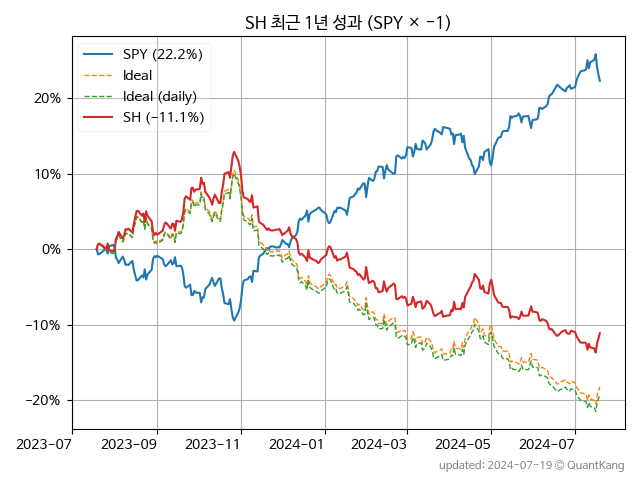 SH 최근 1년 성과 (SPY × −1)
SPY (22.2%)
Ideal
Ideal (daily)
SH (−11.1%)
20%
10%
0%
−10%
−20%
2023-07
2023-09
2023-11
2024-01
2024-03
2024-05
2024-07
updated: 2024-07-19 © QuantKang